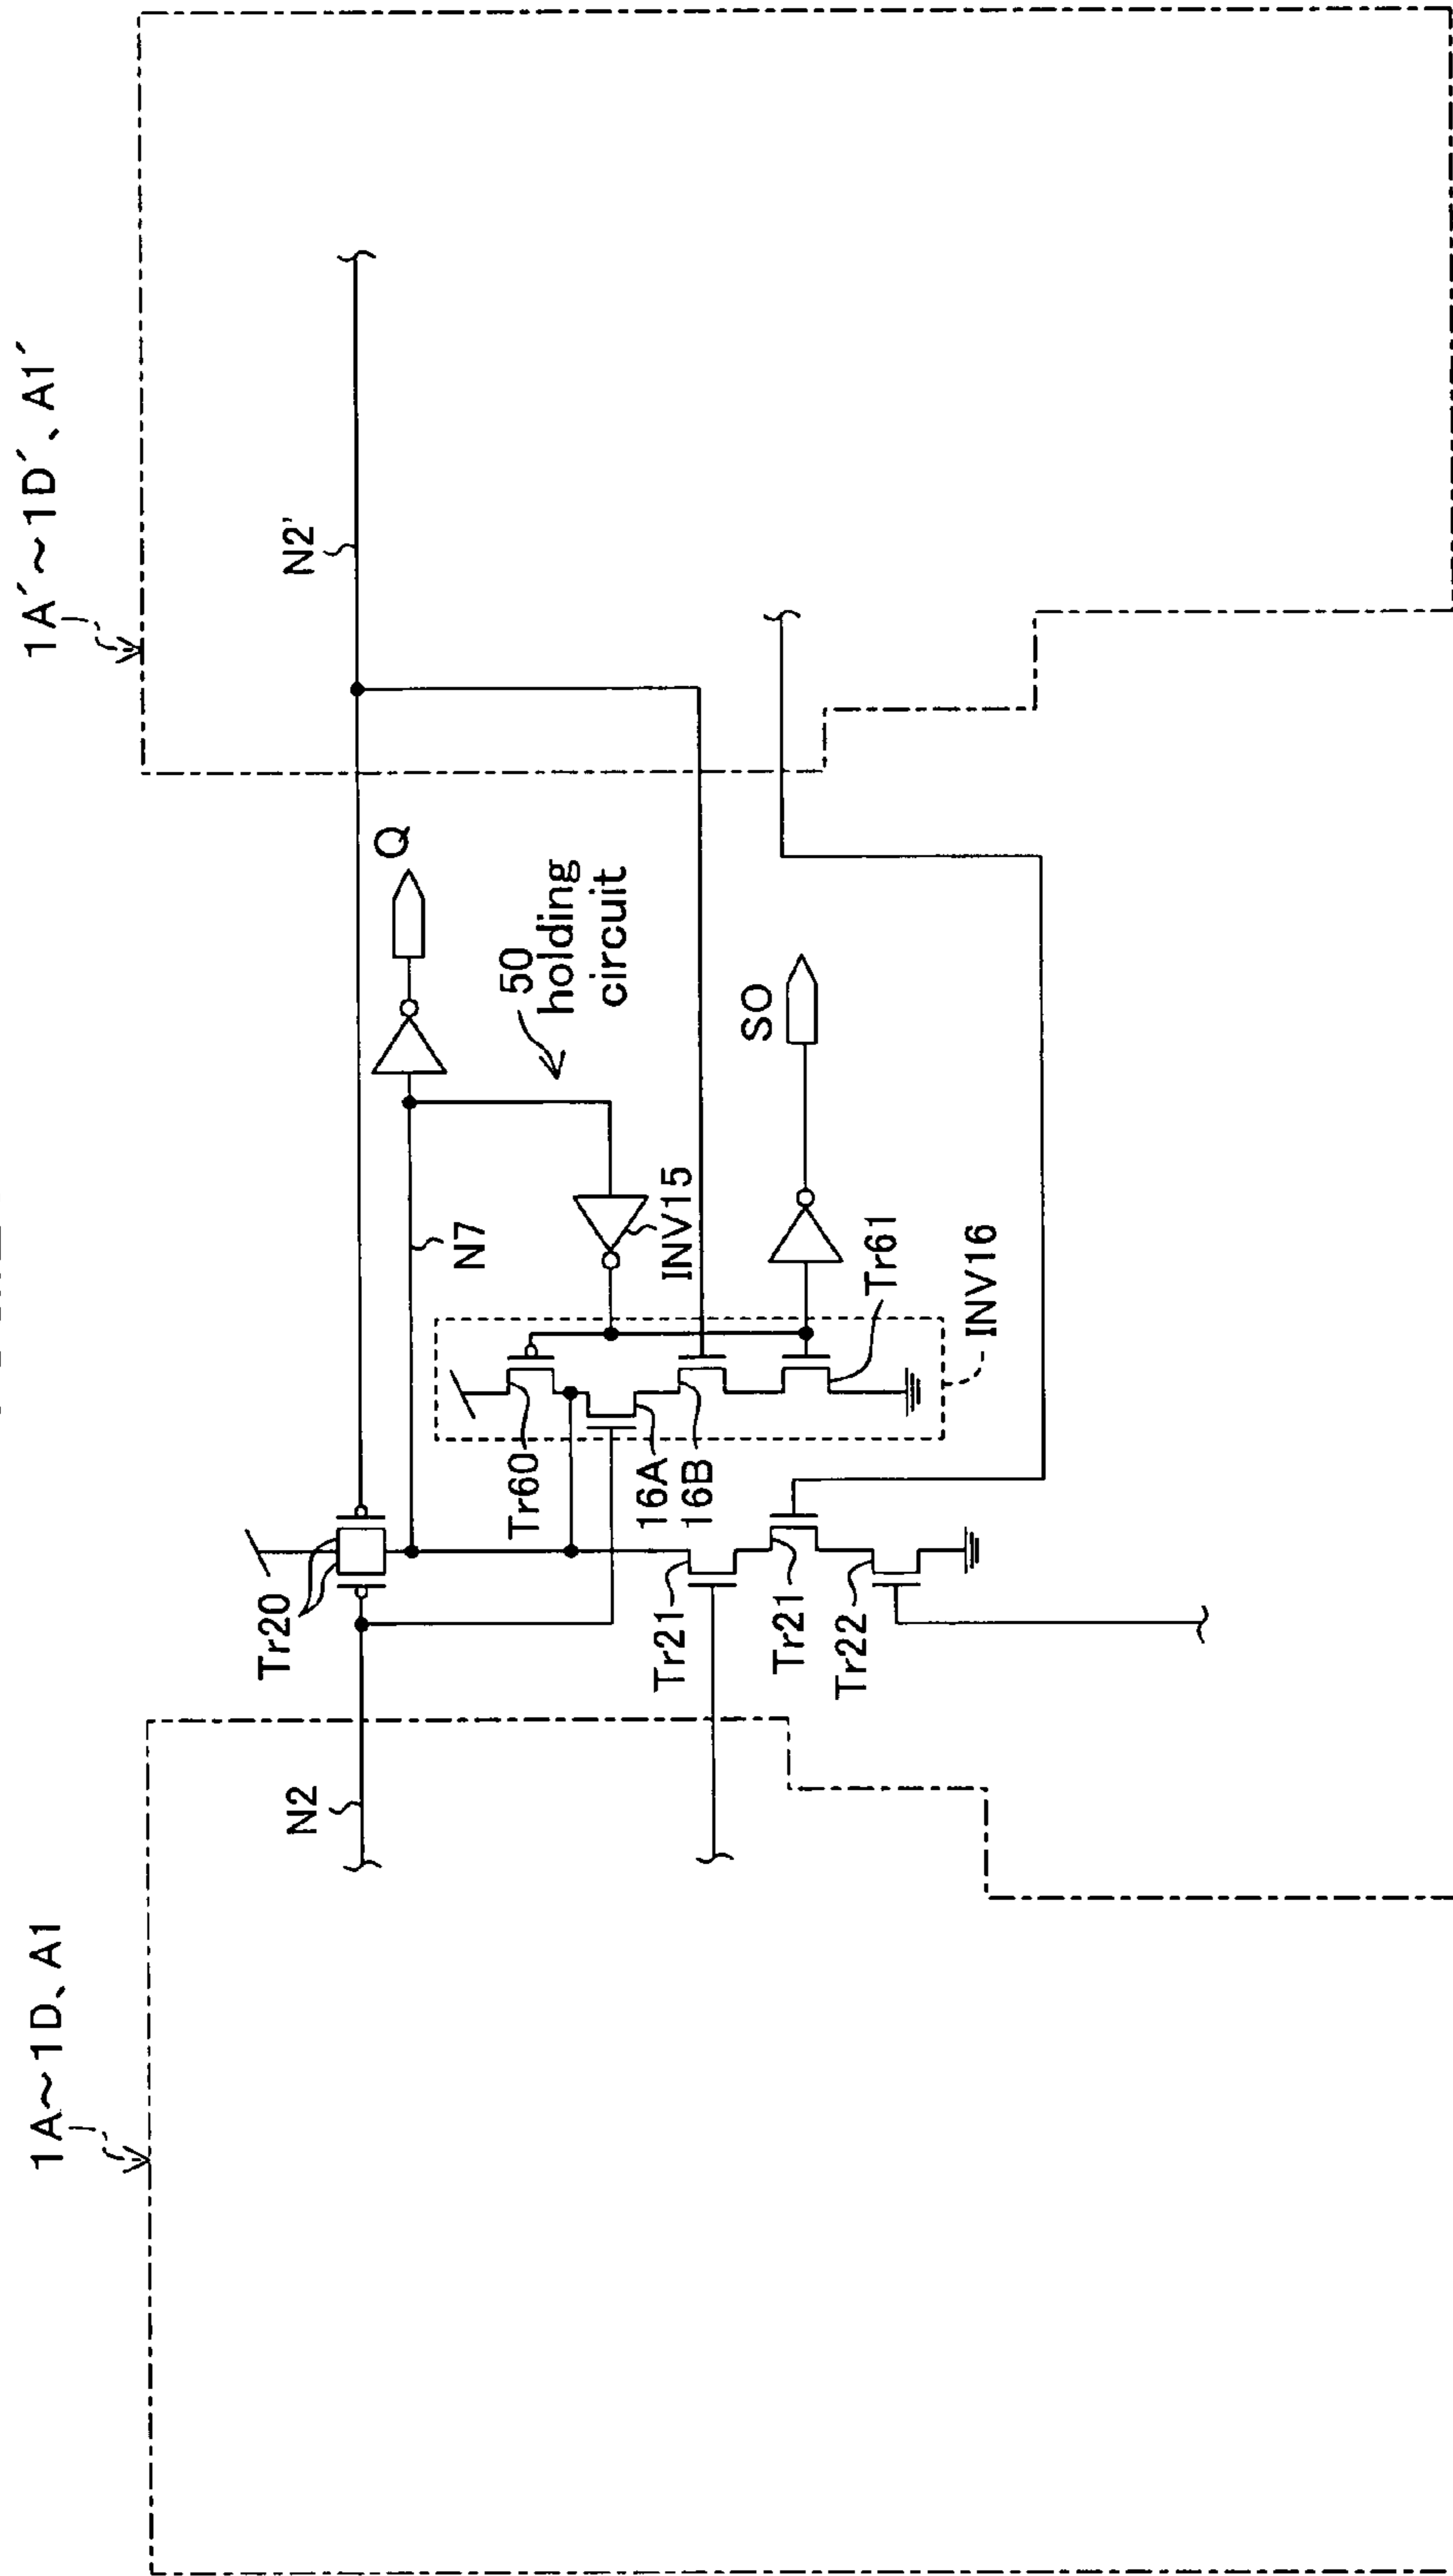 1A~1D、A1
1A´~1D´、A1´
N2
N2'
Tr20
Q
N7
50
holding
circuit
Tr60
INV15
16A
16B
SO
Tr21
Tr21
Tr22
Tr61
INV16